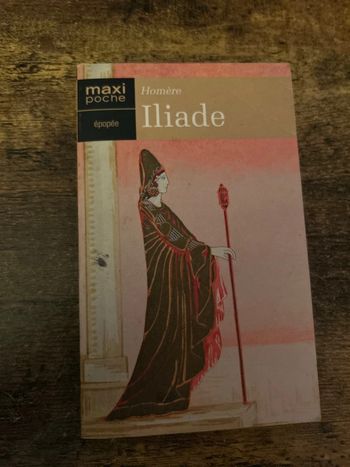 maxi
poche
épopée
Homère
Iliade